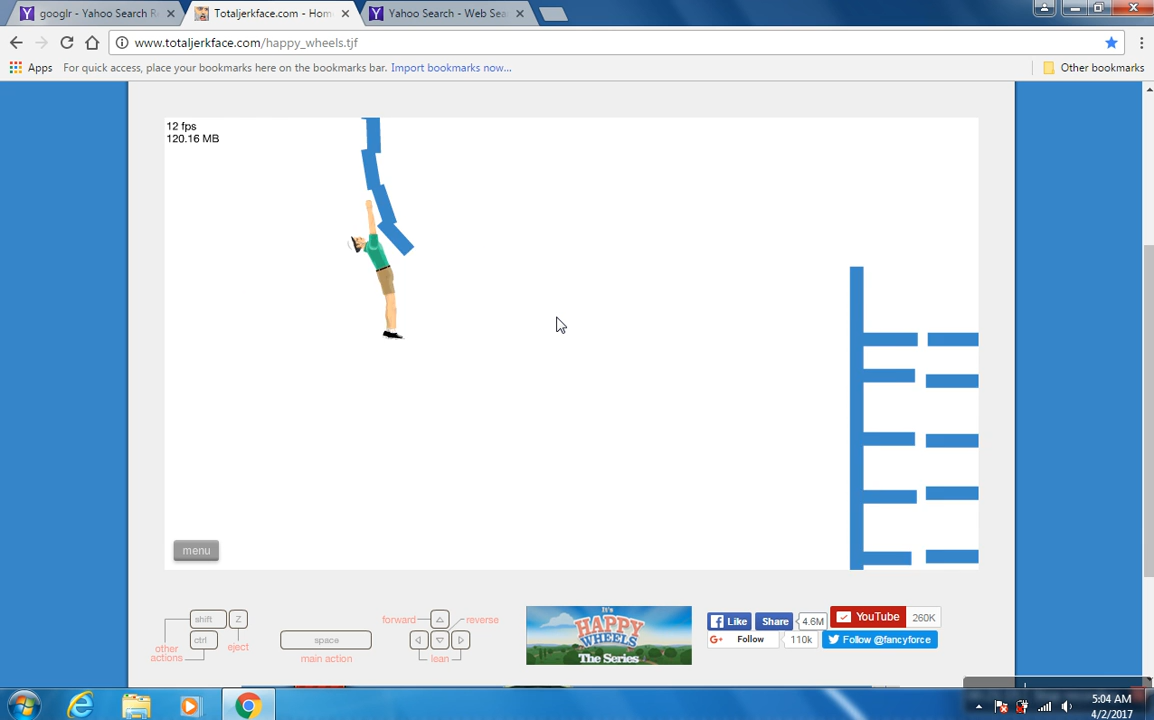 googlr - Yahoo Search R
Totaljerkface.com - Hom
Yahoo Search - Web Sea
www.totaljerkface.com/happy_wheels.tjf
Apps
For quick access, place your bookmarks here on the bookmarks bar. Import bookmarks now...
Other bookmarks
12 fps
120.16 MB
menu
shift
Z
ctrl
other actions
eject
space
main action
forward
reverse
lean
It's
HAPPY
WHEELS
The Series
Like
Share
4.6M
YouTube
260K
Follow
110k
Follow @fancyforce
5:04 AM
4/2/2017